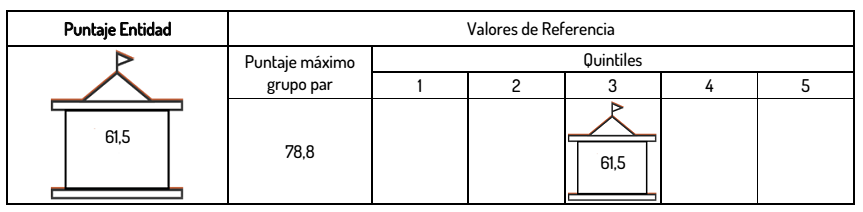 Puntaje Entidad
Valores de Referencia
Puntaje máximo
grupo par
Quintiles
1 2 3 4 5
61,5
78,8
61,5